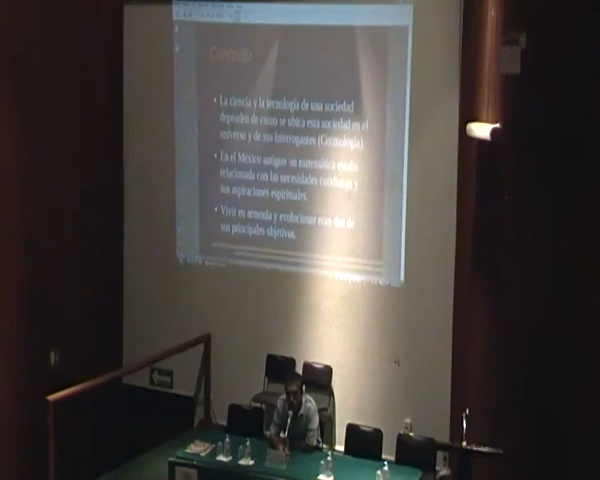 Contexto
• La ciencia y la tecnología de una sociedad
dependen de como se ubica esta sociedad en el
universo y de sus interrogantes (Cosmología)
• En el México antiguo su matemática estaba
relacionada con las necesidades cotidianas y
sus aspiraciones espirituales.
• Vivir en armonía y evolucionar eran dos de
sus principales objetivos.